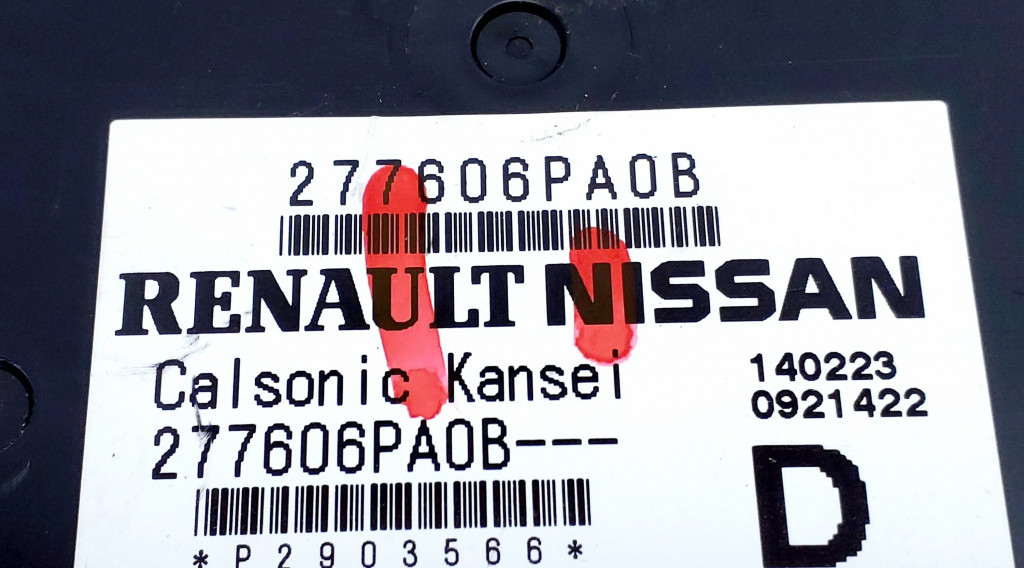 277606PA0B
RENAULT NISSAN
Calsonic Kansei
140223
0921422
277606PA0B---
D
*P2903566*